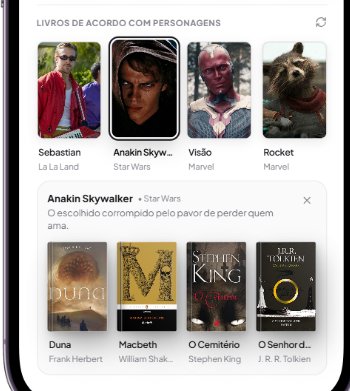 LIVROS DE ACORDO COM PERSONAGENS
Sebastian
La La Land
Anakin Skyw...
Star Wars
Visão
Marvel
Rocket
Marvel
Anakin Skywalker • Star Wars
O escolhido corrompido pelo pavor de perder quem
ama.
DUNA
M
STEPHEN
KING
J.R.R.
TOLKIEN
Duna
Frank Herbert
Macbeth
William Shak...
O Cemitério
Stephen King
O Senhor d...
J. R. R. Tolkien